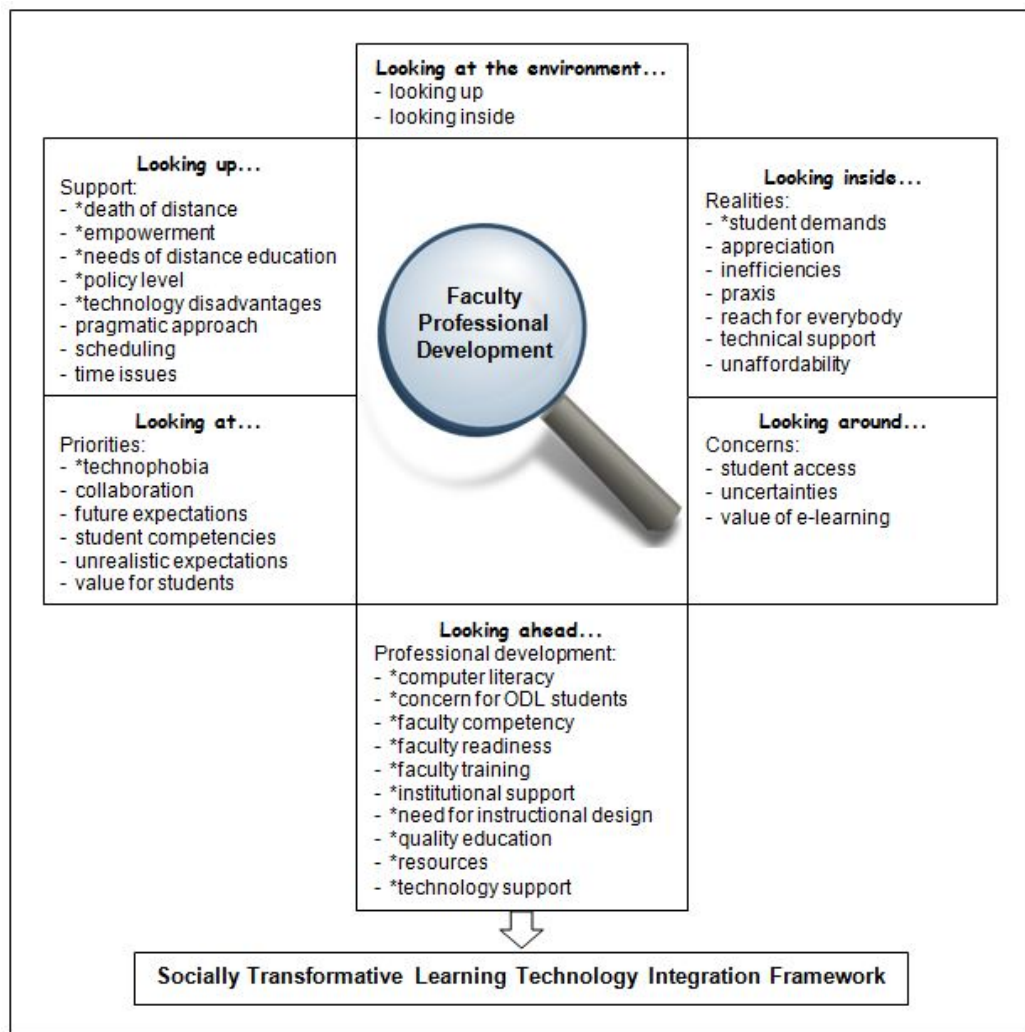 Looking at the environment...
- looking up
- looking inside
Looking up...
Support:
- *death of distance
- *empowerment
- *needs of distance education
- *policy level
- *technology disadvantages
- pragmatic approach
- scheduling
- time issues
Faculty
Professional
Development
Looking inside...
Realities:
- *student demands
- appreciation
- inefficiencies
- praxis
- reach for everybody
- technical support
- unaffordability
Looking at...
Priorities:
- *technophobia
- collaboration
- future expectations
- student competencies
- unrealistic expectations
- value for students
Looking around...
Concerns:
- student access
- uncertainties
- value of e-learning
Looking ahead...
Professional development:
- *computer literacy
- *concern for ODL students
- *faculty competency
- *faculty readiness
- *faculty training
- *institutional support
- *need for instructional design
- *quality education
- *resources
- *technology support
Socially Transformative Learning Technology Integration Framework